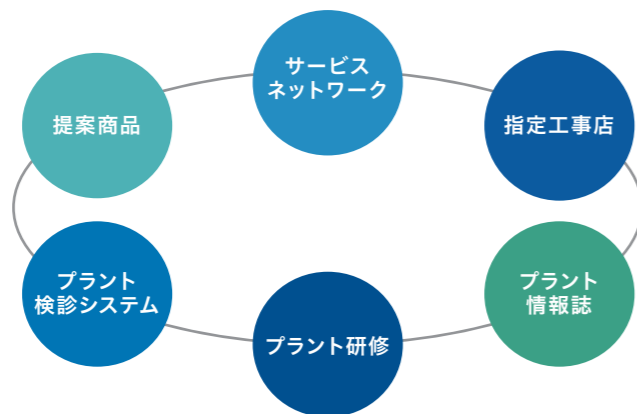 サービス
ネットワーク
提案商品
指定工事店
プラント
検診システム
プラント
情報誌
プラント研修